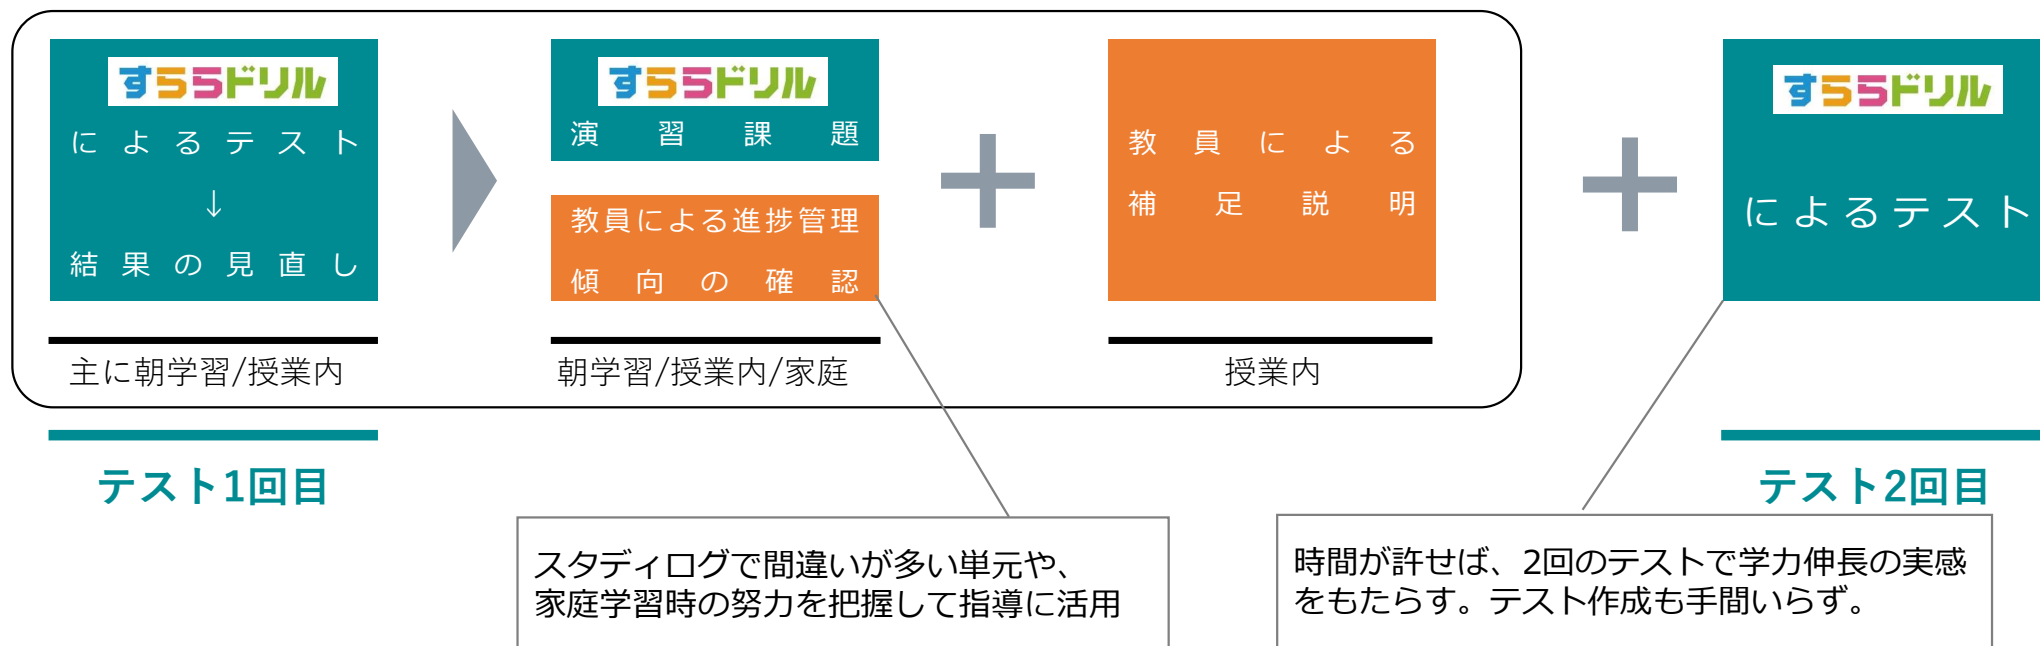 すららドリル
によるテスト
↓
結果の見直し
主に朝学習/授業内
テスト1回目
すららドリル
演習課題
教員による進捗管理
傾向の確認
朝学習/授業内/家庭
教員による
補足説明
授業内
すららドリル
によるテスト
テスト2回目
スタディログで間違いが多い単元や、
家庭学習時の努力を把握して指導に活用
時間が許せば、2回のテストで学力伸長の実感
をもたらす。テスト作成も手間いらず。